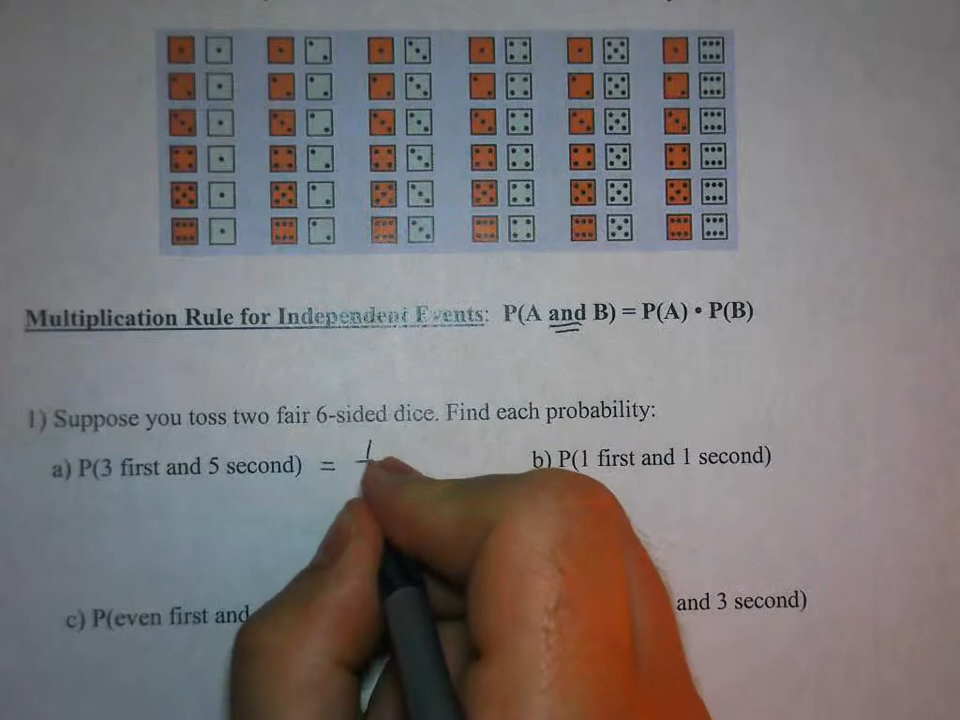 Multiplication Rule for Independent Events: P(A and B) = P(A) • P(B)
1) Suppose you toss two fair 6-sided dice. Find each probability:
a) P(3 first and 5 second) = 1
b) P(1 first and 1 second)
c) P(even first and
and 3 second)